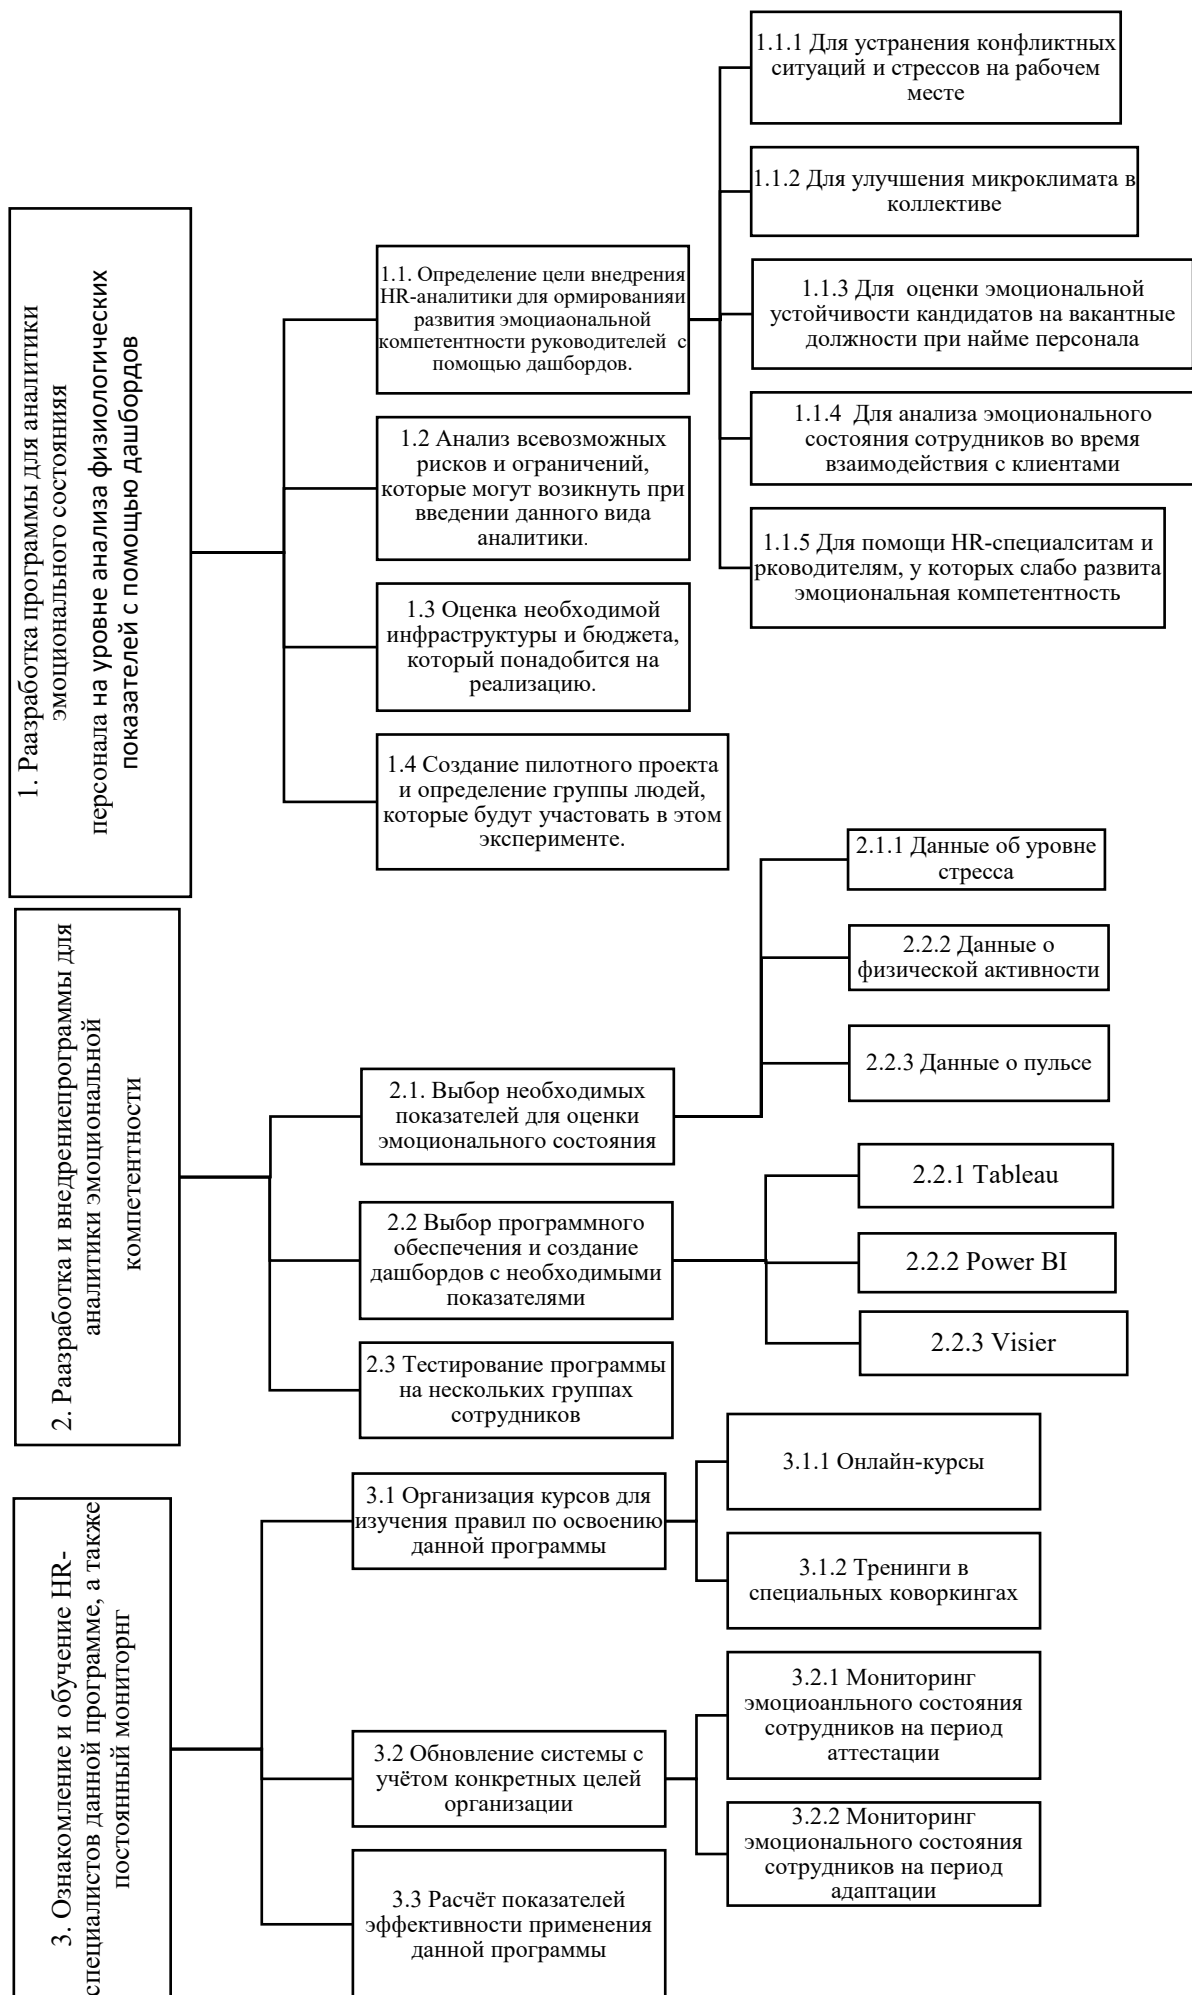 1. Раазработка программы для аналитики
эмоционального состоянияя
персонала на уровне анализа физиологических
показателей с помощью дашбордов
1.1. Определение цели внедрения
HR-аналитики для ормированияи
развития эмоциаональной
компетентности руководителей с
помощью дашбордов.
1.1.1 Для устранения конфликтных
ситуаций и стрессов на рабочем
месте
1.1.2 Для улучшения микроклимата в
коллективе
1.1.3 Для оценки эмоциональной
устойчивости кандидатов на вакантные
должности при найме персонала
1.1.4 Для анализа эмоционального
состояния сотрудников во время
взаимодействия с клиентами
1.1.5 Для помощи HR-специалситам и
рководителям, у которых слабо развита
эмоциональная компетентность
1.2 Анализ всевозможных
рисков и ограничений,
которые могут возикнуть при
введении данного вида
аналитики.
1.3 Оценка необходимой
инфраструктуры и бюджета,
который понадобится на
реализацию.
1.4 Создание пилотного проекта
и определение группы людей,
которые будут участовать в этом
эксперименте.
2. Раазработка и внедрениепрограммы для
аналитики эмоциональной
компетентности
2.1. Выбор необходимых
показателей для оценки
эмоционального состояния
2.1.1 Данные об уровне
стресса
2.2.2 Данные о
физической активности
2.2.3 Данные о пульсе
2.2 Выбор программного
обеспечения и создание
дашбордов с необходимыми
показателями
2.2.1 Tableau
2.2.2 Power BI
2.2.3 Visier
2.3 Тестирование программы
на нескольких группах
сотрудников
3. Ознакомление и обучение HR-
специалистов данной программе, а также
постоянный мониторнг
3.1 Организация курсов для
изучения правил по освоению
данной программы
3.1.1 Онлайн-курсы
3.1.2 Тренинги в
специальных коворкингах
3.2 Обновление системы с
учётом конкретных целей
организации
3.2.1 Мониторинг
эмоциоанльного состояния
сотрудников на период
аттестации
3.2.2 Мониторинг
эмоционального состояния
сотрудников на период
адаптации
3.3 Расчёт показателей
эффективности применения
данной программы